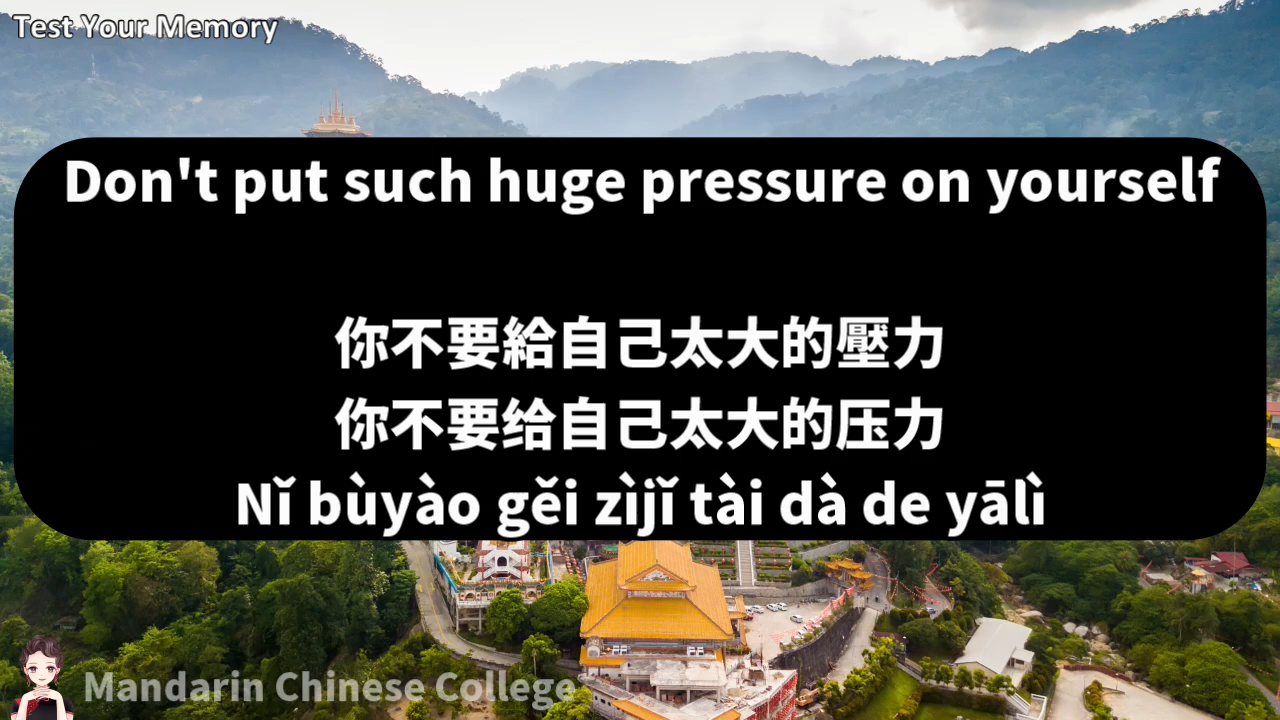 Test Your Memory
Don't put such huge pressure on yourself
你不要給自己太大的壓力
你不要给自己太大的压力
Nǐ bùyào gěi zìjǐ tài dà de yālì
Mandarin Chinese College